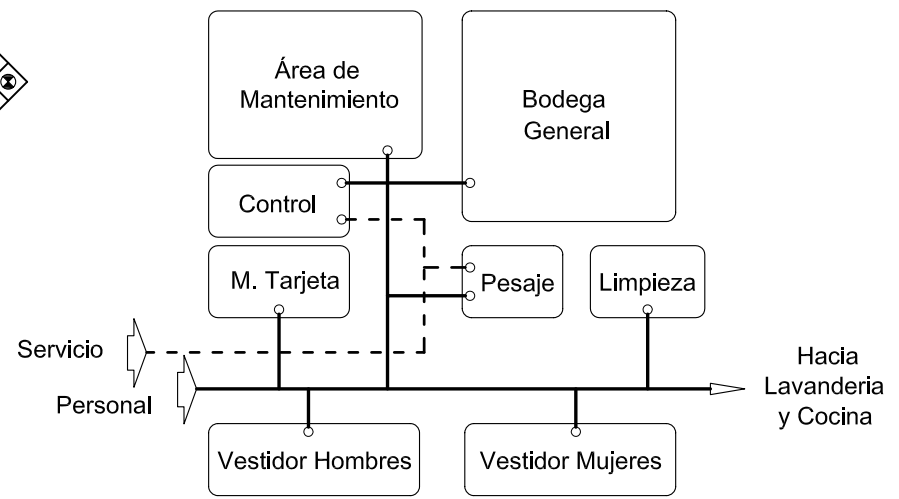 Área de
Mantenimiento
Bodega
General
Control
M. Tarjeta
Pesaje
Limpieza
Servicio
Personal
Hacia
Lavanderia
y Cocina
Vestidor Hombres
Vestidor Mujeres